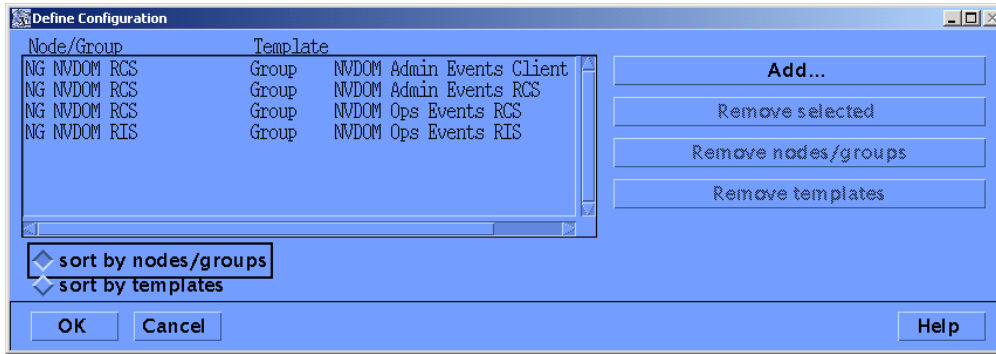 Define Configuration
Node/Group Template
NG NVDOM RCS Group NVDOM Admin Events Client
NG NVDOM RCS Group NVDOM Admin Events RCS
NG NVDOM RCS Group NVDOM Ops Events RCS
NG NVDOM RIS Group NVDOM Ops Events RIS
Add...
Remove selected
Remove nodes/groups
Remove templates
sort by nodes/groups
sort by templates
OK Cancel Help